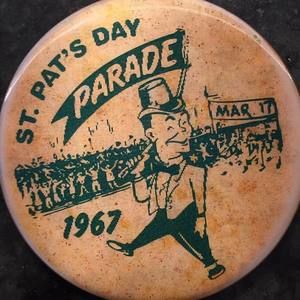 ST. PAT'S DAY
PARADE
MAR 17
1967